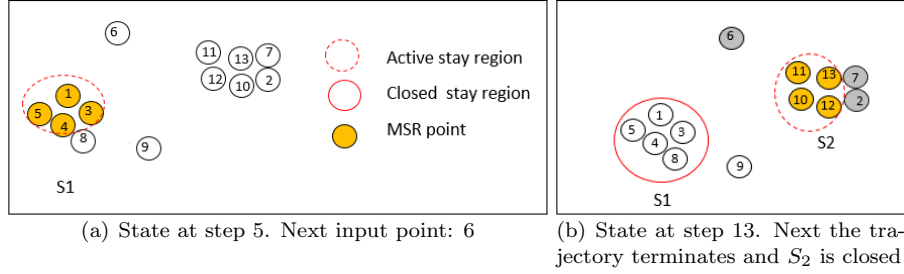 6
11
13
7
12
10
2
1
5
3
4
8
9
S1
Active stay region
Closed stay region
MSR point
(a) State at step 5. Next input point: 6
6
11
13
7
10
12
2
S2
1
5
3
4
8
9
S1
(b) State at step 13. Next the tra-
jectory terminates and S2 is closed